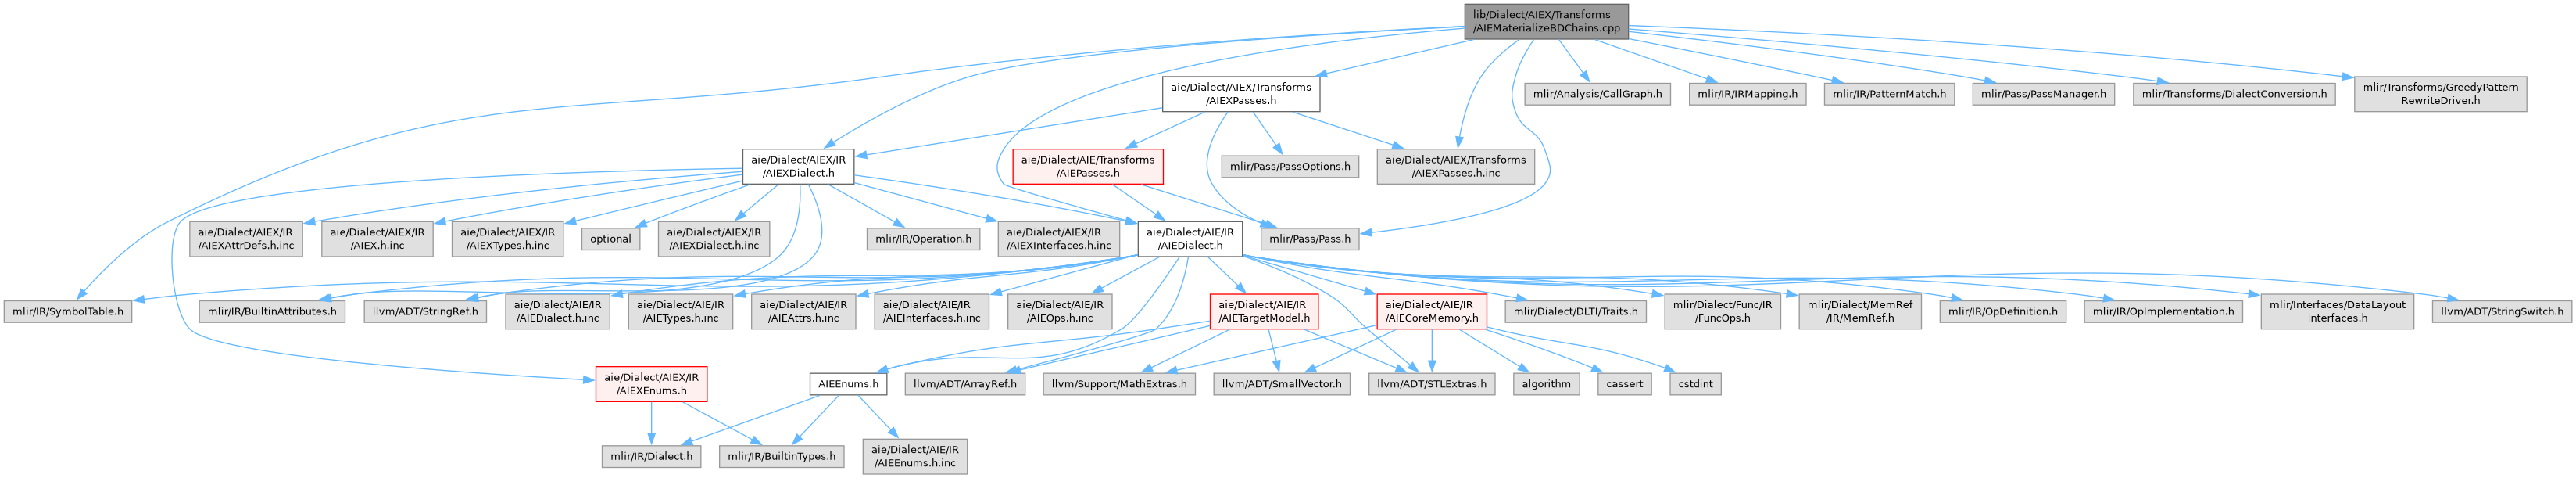 lib/Dialect/AIEX/Transforms
/AIEMaterializeBDChains.cpp
aie/Dialect/AIEX/Transforms
/AIEXPasses.h
mlir/Analysis/CallGraph.h
mlir/IR/IRMapping.h
mlir/IR/PatternMatch.h
mlir/Pass/PassManager.h
mlir/Transforms/DialectConversion.h
mlir/Transforms/GreedyPattern
RewriteDriver.h
aie/Dialect/AIEX/IR
/AIEXDialect.h
aie/Dialect/AIE/Transforms
/AIEPasses.h
mlir/Pass/PassOptions.h
aie/Dialect/AIEX/Transforms
/AIEXPasses.h.inc
aie/Dialect/AIEX/IR
/AIEXAttrDefs.h.inc
aie/Dialect/AIEX/IR
/AIEX.h.inc
aie/Dialect/AIEX/IR
/AIEXTypes.h.inc
optional
aie/Dialect/AIEX/IR
/AIEXDialect.h.inc
mlir/IR/Operation.h
aie/Dialect/AIEX/IR
/AIEXInterfaces.h.inc
aie/Dialect/AIE/IR
/AIEDialect.h
mlir/Pass/Pass.h
mlir/IR/SymbolTable.h
mlir/IR/BuiltinAttributes.h
llvm/ADT/StringRef.h
aie/Dialect/AIE/IR
/AIEDialect.h.inc
aie/Dialect/AIE/IR
/AIETypes.h.inc
aie/Dialect/AIE/IR
/AIEAttrs.h.inc
aie/Dialect/AIE/IR
/AIEInterfaces.h.inc
aie/Dialect/AIE/IR
/AIEOps.h.inc
aie/Dialect/AIE/IR
/AIETargetModel.h
aie/Dialect/AIE/IR
/AIECoreMemory.h
mlir/Dialect/DLTI/Traits.h
mlir/Dialect/Func/IR
/FuncOps.h
mlir/Dialect/MemRef
/IR/MemRef.h
mlir/IR/OpDefinition.h
mlir/IR/OpImplementation.h
mlir/Interfaces/DataLayout
Interfaces.h
llvm/ADT/StringSwitch.h
aie/Dialect/AIEX/IR
/AIEXEnums.h
AIEEnums.h
llvm/ADT/ArrayRef.h
llvm/Support/MathExtras.h
llvm/ADT/SmallVector.h
llvm/ADT/STLExtras.h
algorithm
cassert
cstdint
mlir/IR/Dialect.h
mlir/IR/BuiltinTypes.h
aie/Dialect/AIE/IR
/AIEEnums.h.inc